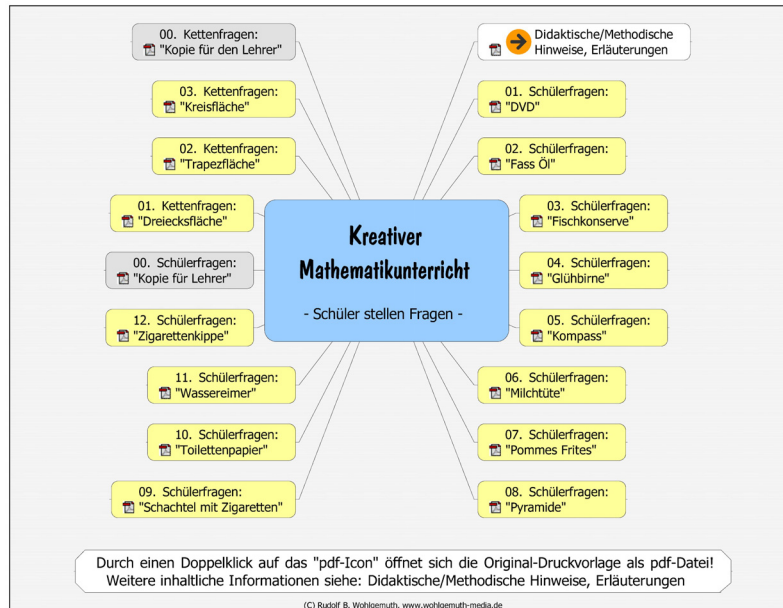 00. Kettenfragen:
"Kopie für den Lehrer"
03. Kettenfragen:
"Kreisfläche"
02. Kettenfragen:
"Trapezfläche"
01. Kettenfragen:
"Dreiecksfläche"
00. Schülerfragen:
"Kopie für Lehrer"
12. Schülerfragen:
"Zigarettenkippe"
11. Schülerfragen:
"Wassereimer"
10. Schülerfragen:
"Toilettenpapier"
09. Schülerfragen:
"Schachtel mit Zigaretten"
Kreativer
Mathematikunterricht
- Schüler stellen Fragen -
Didaktische/Methodische
Hinweise, Erläuterungen
01. Schülerfragen:
"DVD"
02. Schülerfragen:
"Fass Öl"
03. Schülerfragen:
"Fischkonserve"
04. Schülerfragen:
"Glühbirne"
05. Schülerfragen:
"Kompass"
06. Schülerfragen:
"Milchtüte"
07. Schülerfragen:
"Pommes Frites"
08. Schülerfragen:
"Pyramide"
Durch einen Doppelklick auf das "pdf-Icon" öffnet sich die Original-Druckvorlage als pdf-Datei!
Weitere inhaltliche Informationen siehe: Didaktische/Methodische Hinweise, Erläuterungen
(C) Rudolf B. Wohlgemuth, www.wohlgemuth-media.de